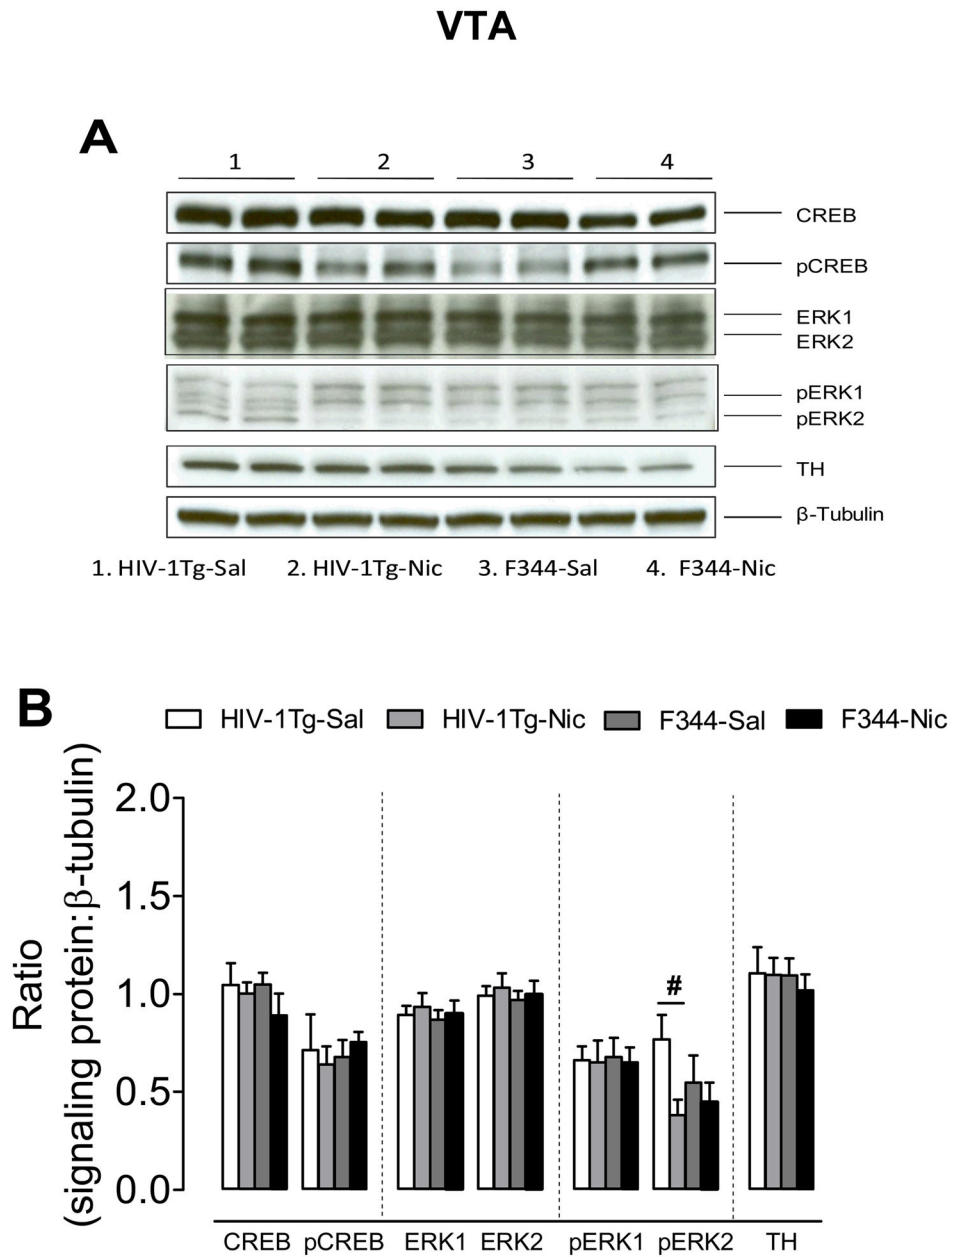 VTA
A
1 2 3 4
CREB
pCREB
ERK1
ERK2
pERK1
pERK2
TH
β-Tubulin
1. HIV-1Tg-Sal 2. HIV-1Tg-Nic 3. F344-Sal 4. F344-Nic
B
HIV-1Tg-Sal HIV-1Tg-Nic F344-Sal F344-Nic
Ratio
(signaling protein:β-tubulin)
2.0
1.5
1.0
0.5
0.0
#
CREB pCREB ERK1 ERK2 pERK1 pERK2 TH